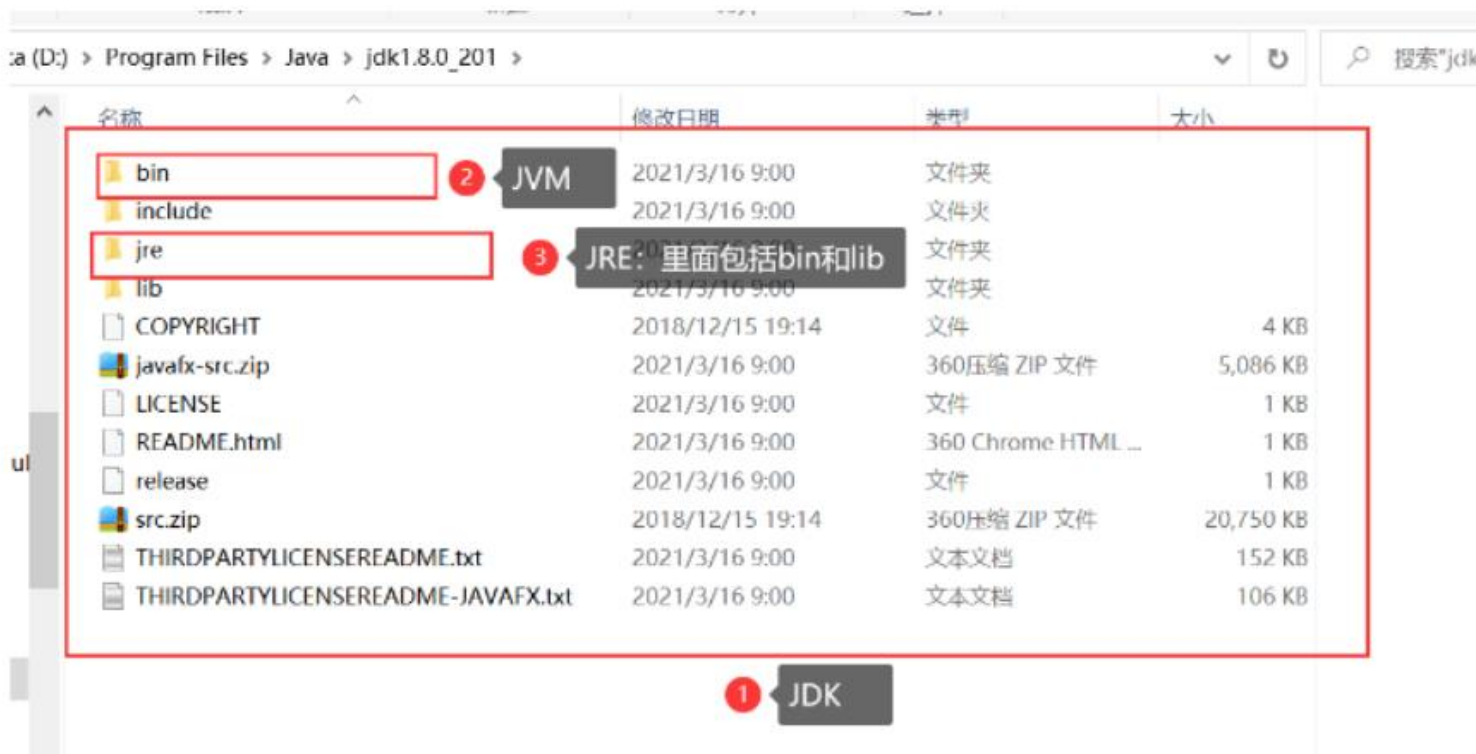 :a (D:) > Program Files > Java > jdk1.8.0_201 >
搜索"jdk
名称 修改日期 类型 大小
bin 2 JVM 2021/3/16 9:00 文件夹
include 2021/3/16 9:00 文件夹
jre 3 JRE：里面包括bin和lib 文件夹
lib 2021/3/16 9:00 文件夹
COPYRIGHT 2018/12/15 19:14 文件 4 KB
javafx-src.zip 2021/3/16 9:00 360压缩 ZIP 文件 5,086 KB
LICENSE 2021/3/16 9:00 文件 1 KB
README.html 2021/3/16 9:00 360 Chrome HTML ... 1 KB
ul
release 2021/3/16 9:00 文件 1 KB
src.zip 2018/12/15 19:14 360压缩 ZIP 文件 20,750 KB
THIRDPARTYLICENSEREADME.txt 2021/3/16 9:00 文本文档 152 KB
THIRDPARTYLICENSEREADME-JAVAFX.txt 2021/3/16 9:00 文本文档 106 KB
1 JDK